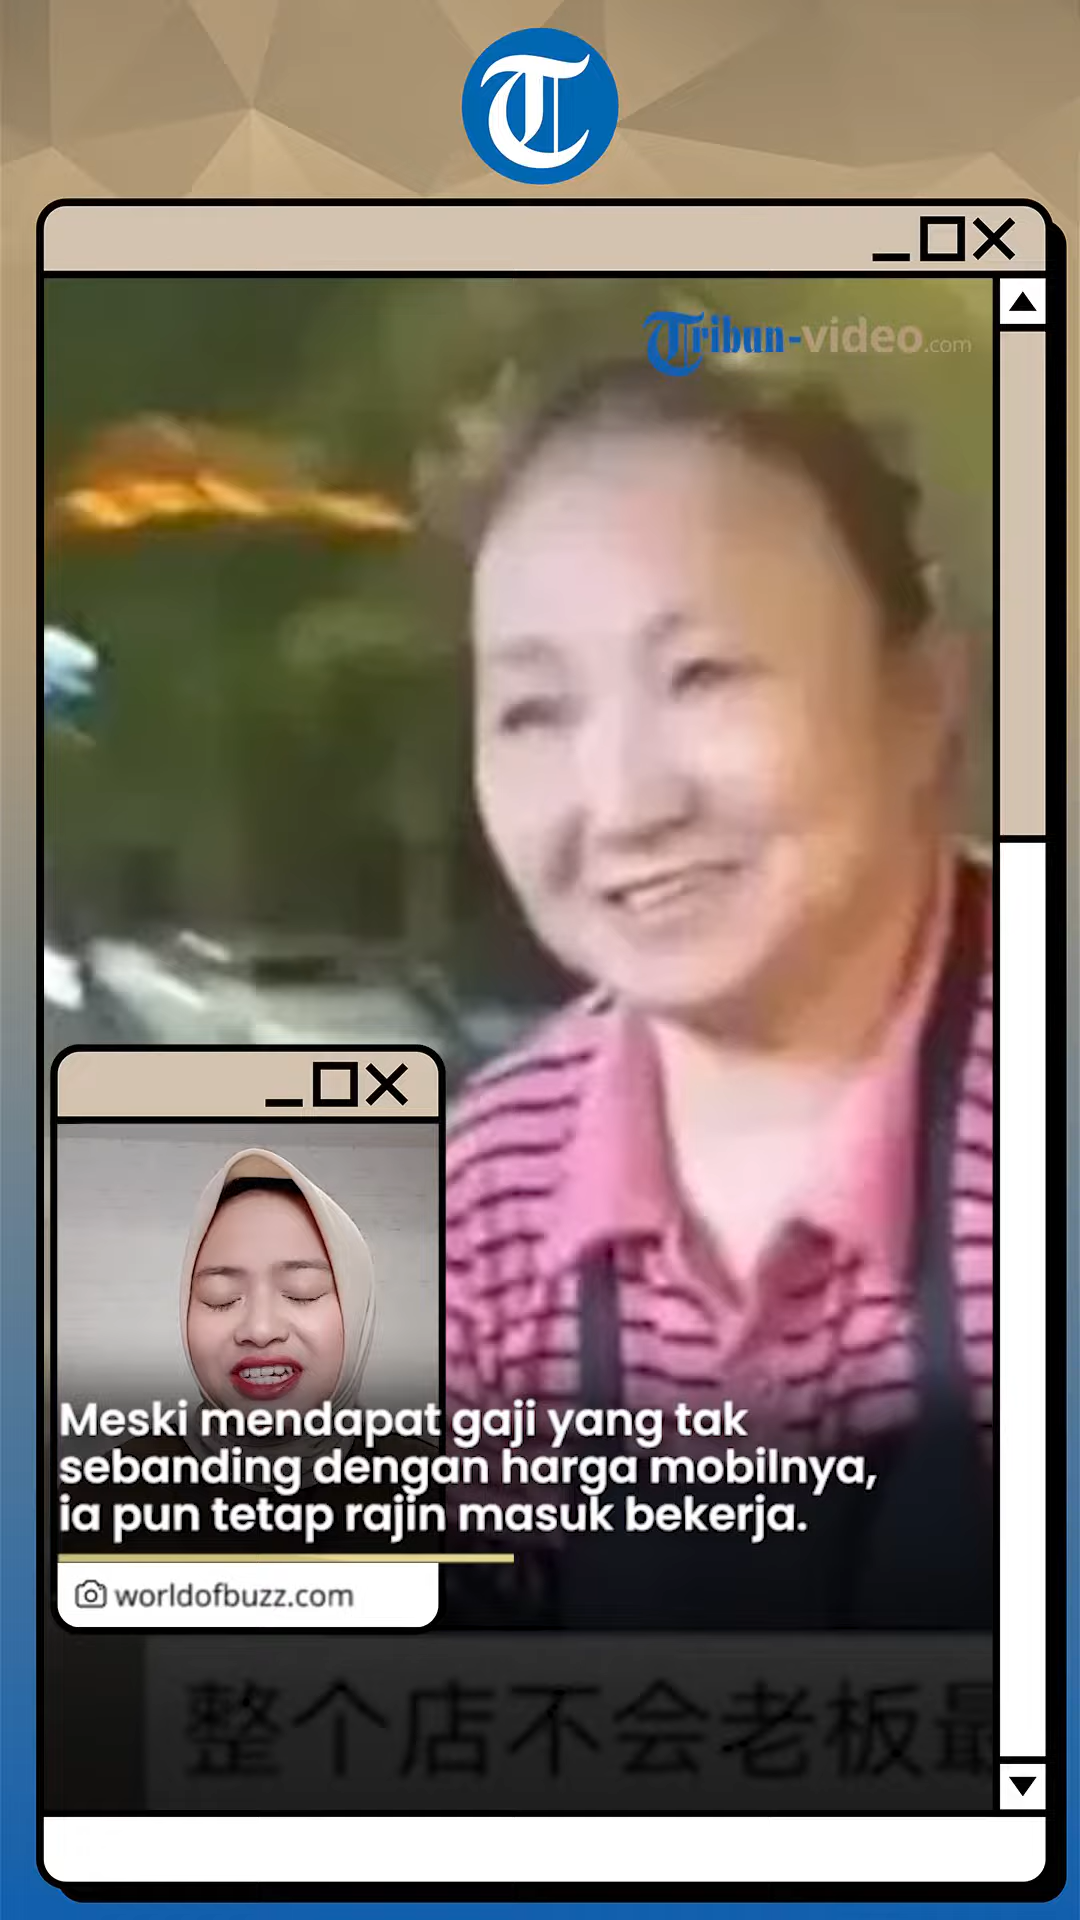 T
Tribun-video.com
Meski mendapat gaji yang tak
sebanding dengan harga mobilnya,
ia pun tetap rajin masuk bekerja.
worldofbuzz.com
整个店不会老板最